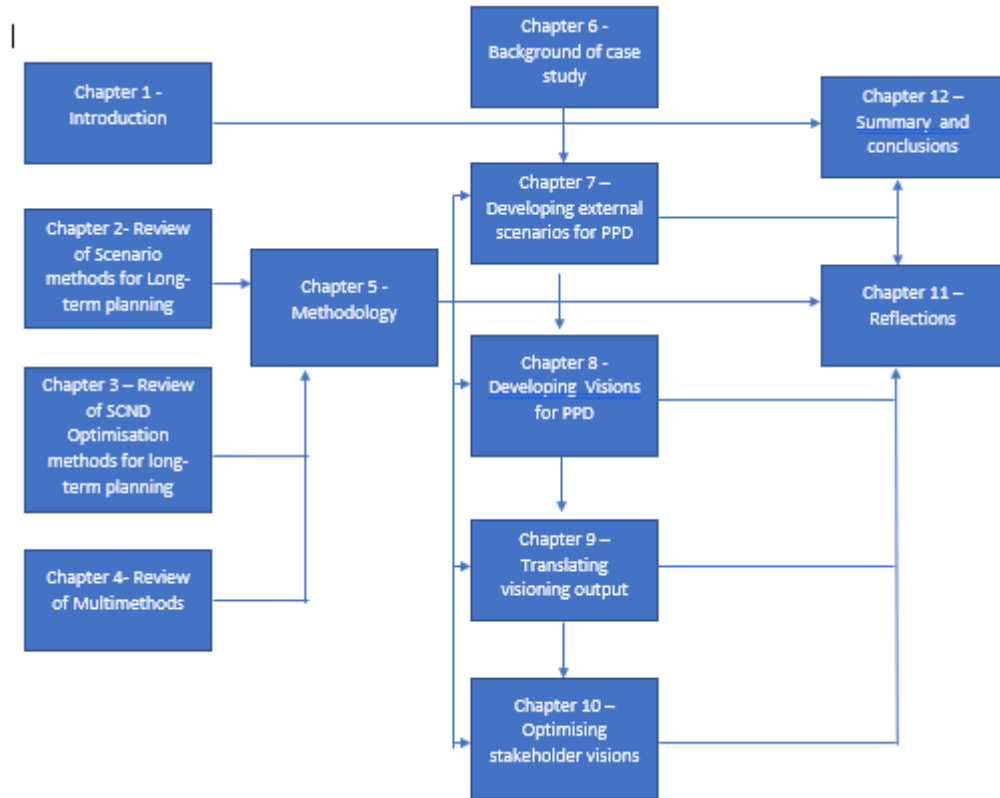 Chapter 1 -
Introduction
Chapter 2- Review
of Scenario
methods for Long-
term planning
Chapter 3 – Review
of SCND
Optimisation
methods for long-
term planning
Chapter 4- Review
of Multimethods
Chapter 5 -
Methodology
Chapter 6 -
Background of case
study
Chapter 7 –
Developing external
scenarios for PPD
Chapter 8 -
Developing Visions
for PPD
Chapter 9 –
Translating
visioning output
Chapter 10 –
Optimising
stakeholder visions
Chapter 12 –
Summary and
conclusions
Chapter 11 –
Reflections